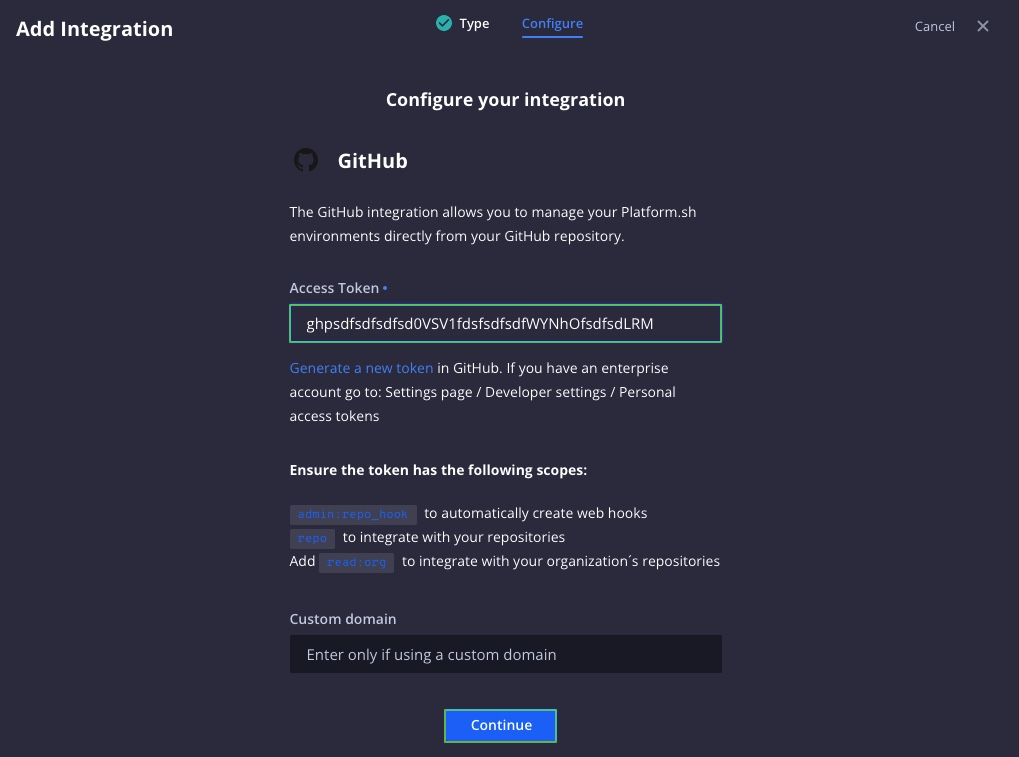 Add Integration
Type
Configure
Cancel
Configure your integration
GitHub
The GitHub integration allows you to manage your Platform.sh
environments directly from your GitHub repository.
Access Token
ghpsdfsdfsdfsd0VSV1fdsfsdfsdfWYNhOfsdfsdLRM
Generate a new token in GitHub. If you have an enterprise
account go to: Settings page / Developer settings / Personal
access tokens
Ensure the token has the following scopes:
admin:repo_hook to automatically create web hooks
repo to integrate with your repositories
Add read:org to integrate with your organization´s repositories
Custom domain
Enter only if using a custom domain
Continue